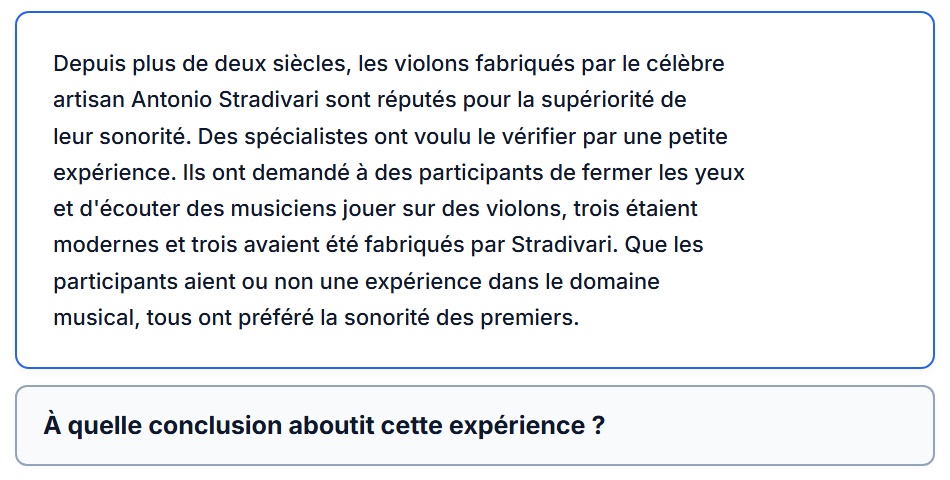 Depuis plus de deux siècles, les violons fabriqués par le célèbre
artisan Antonio Stradivari sont réputés pour la supériorité de
leur sonorité. Des spécialistes ont voulu le vérifier par une petite
expérience. Ils ont demandé à des participants de fermer les yeux
et d'écouter des musiciens jouer sur des violons, trois étaient
modernes et trois avaient été fabriqués par Stradivari. Que les
participants aient ou non une expérience dans le domaine
musical, tous ont préféré la sonorité des premiers.
À quelle conclusion aboutit cette expérience ?